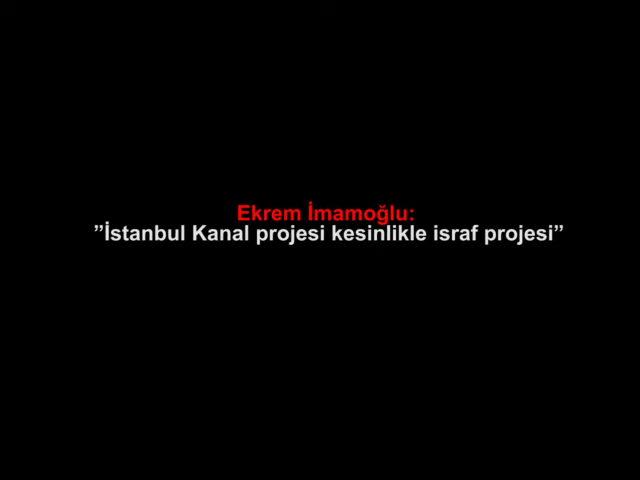 Ekrem İmamoğlu:
”İstanbul Kanal projesi kesinlikle israf projesi”